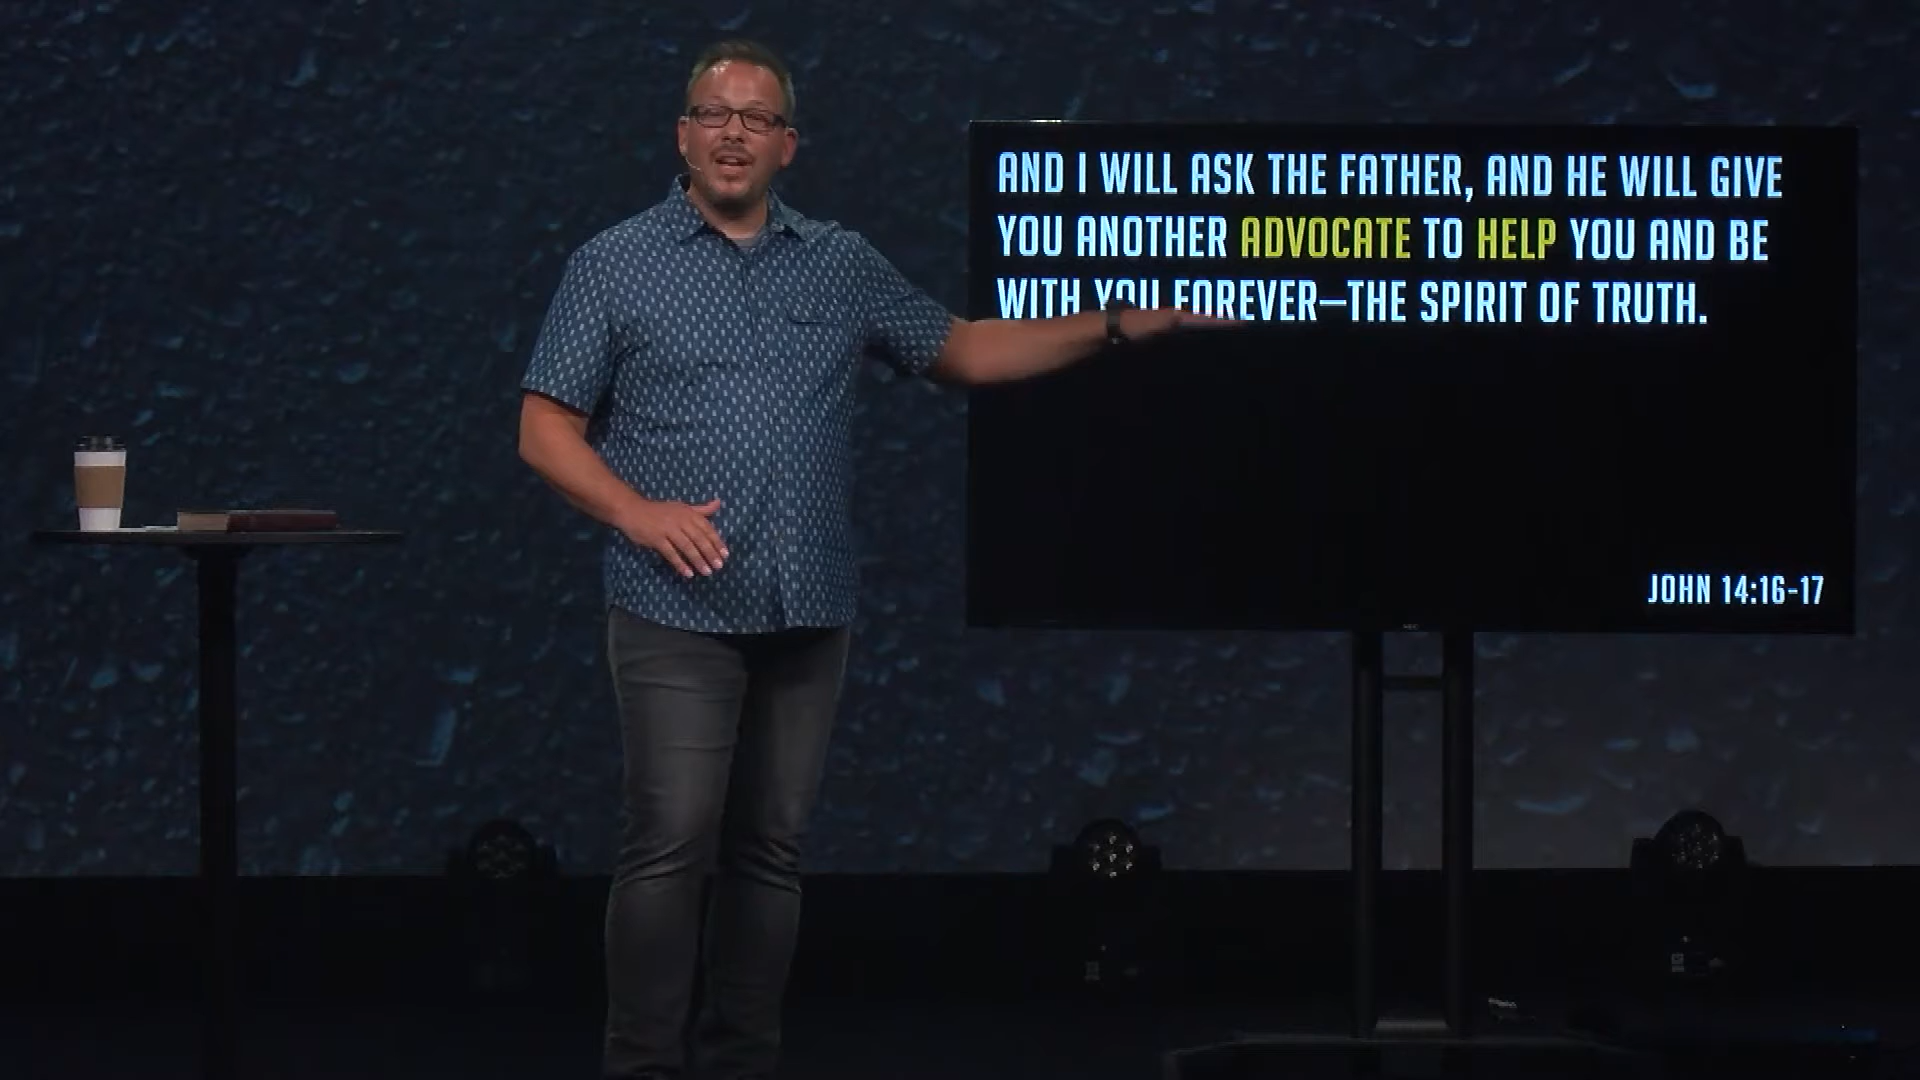 AND I WILL ASK THE FATHER, AND HE WILL GIVE
YOU ANOTHER ADVOCATE TO HELP YOU AND BE
WITH YOU FOREVER—THE SPIRIT OF TRUTH.
JOHN 14:16-17